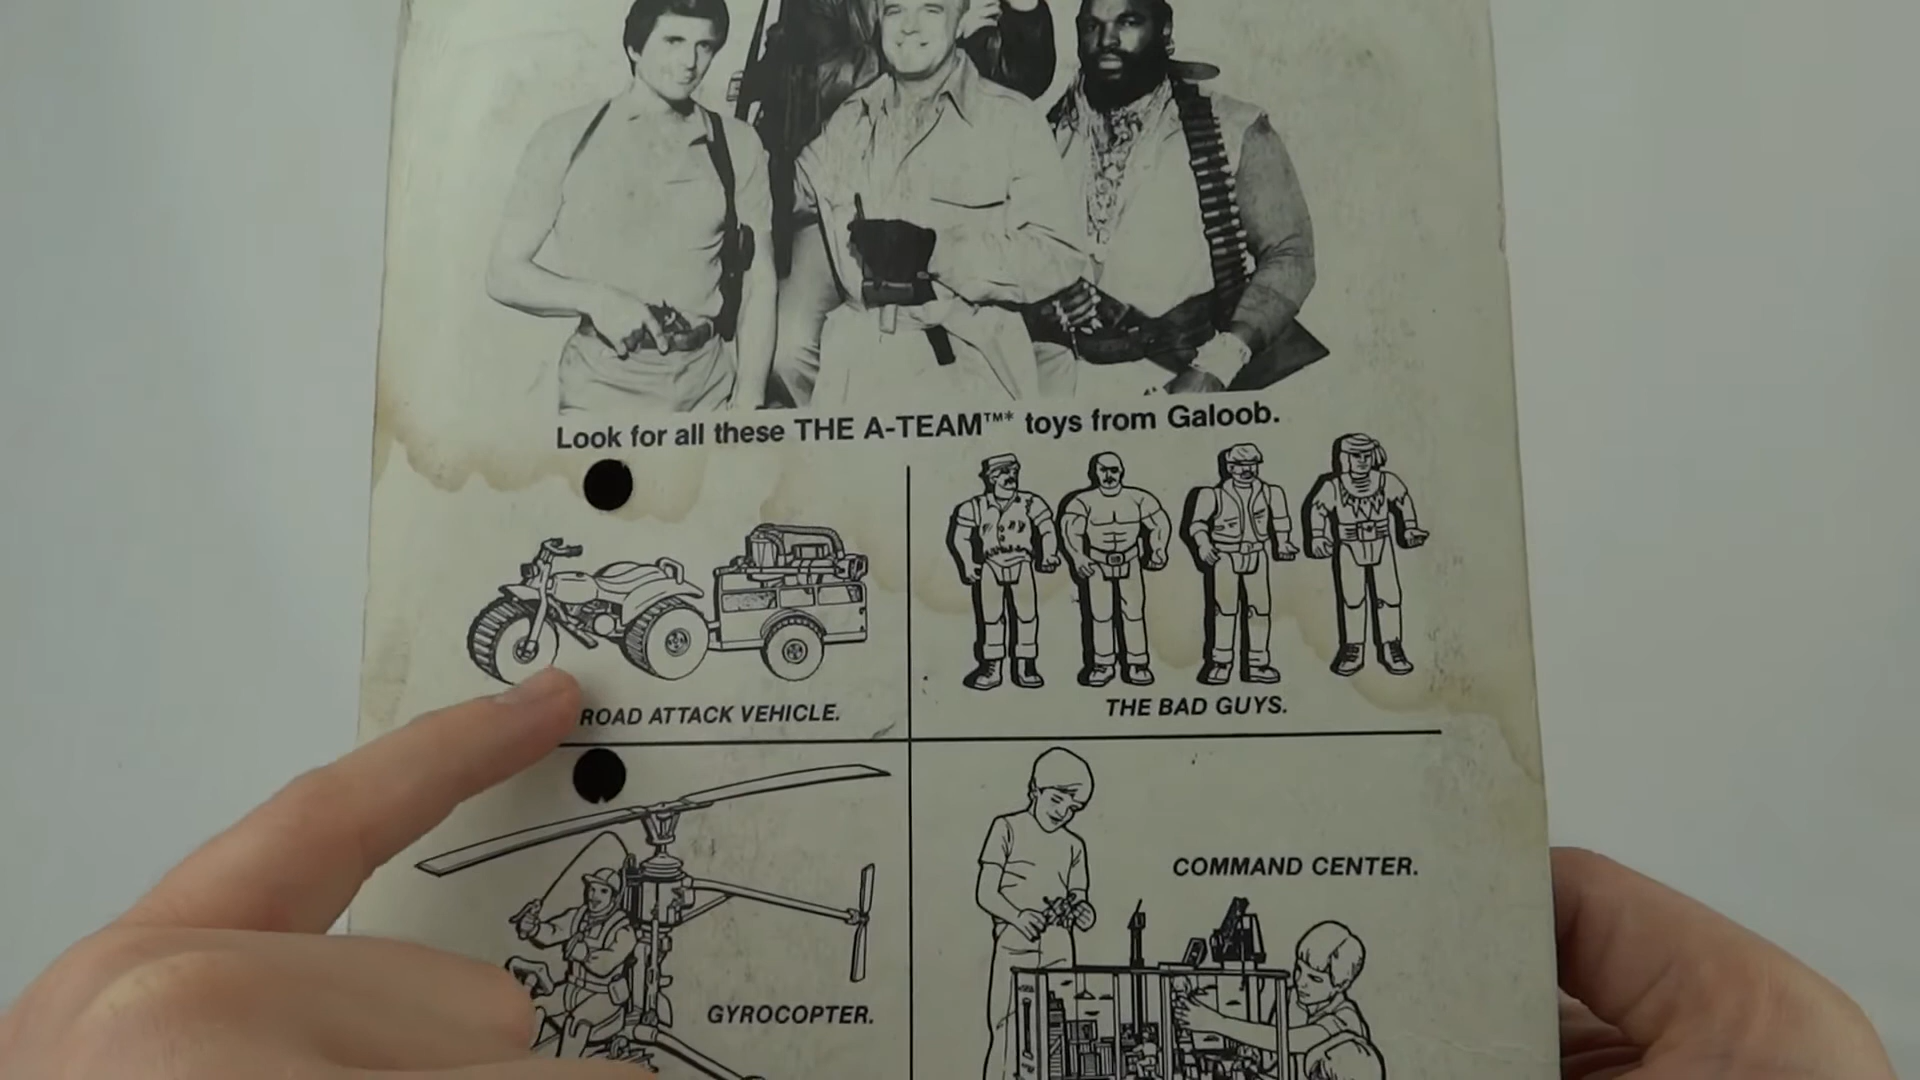 Look for all these THE A-TEAM™* toys from Galoob.
ROAD ATTACK VEHICLE.
THE BAD GUYS.
COMMAND CENTER.
GYROCOPTER.